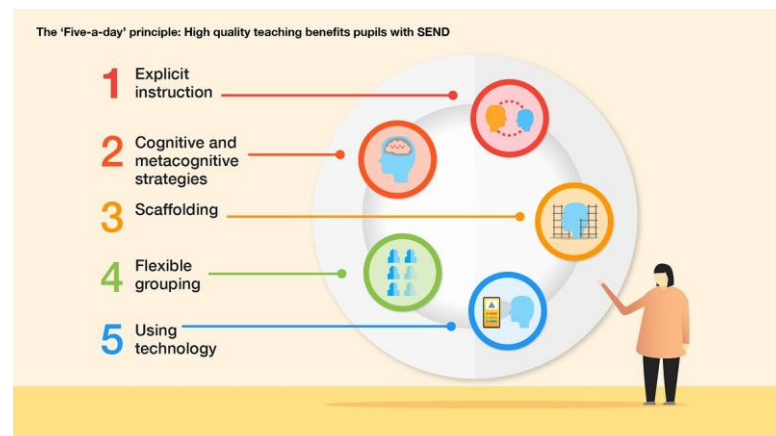 The ‘Five-a-day’ principle: High quality teaching benefits pupils with SEND
1 Explicit
instruction
2 Cognitive and
metacognitive
strategies
3 Scaffolding
4 Flexible
grouping
5 Using
technology